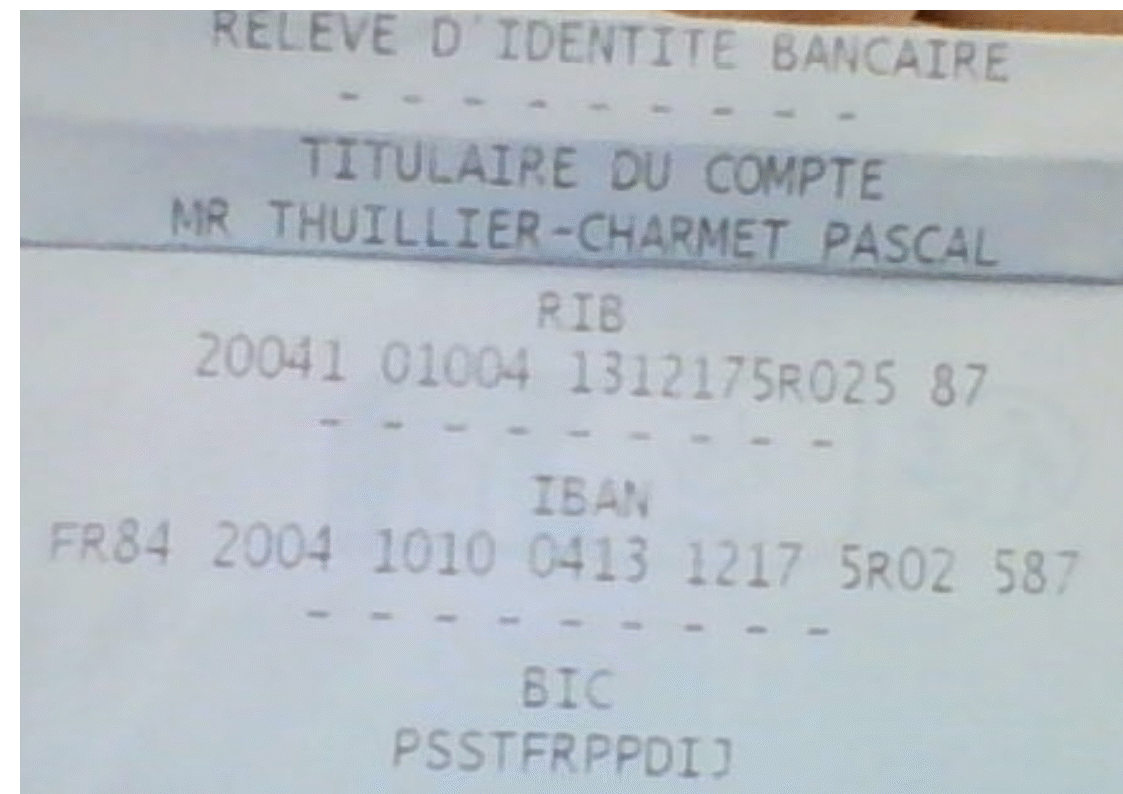 RELEVE D'IDENTITE BANCAIRE
- - - - - - - - -
TITULAIRE DU COMPTE
MR THUILLIER-CHARMET PASCAL
RIB
20041 01004 1312175R025 87
- - - - - - - - -
IBAN
FR84 2004 1010 0413 1217 5R02 587
- - - - - - - - -
BIC
PSSTFRPPDIJ